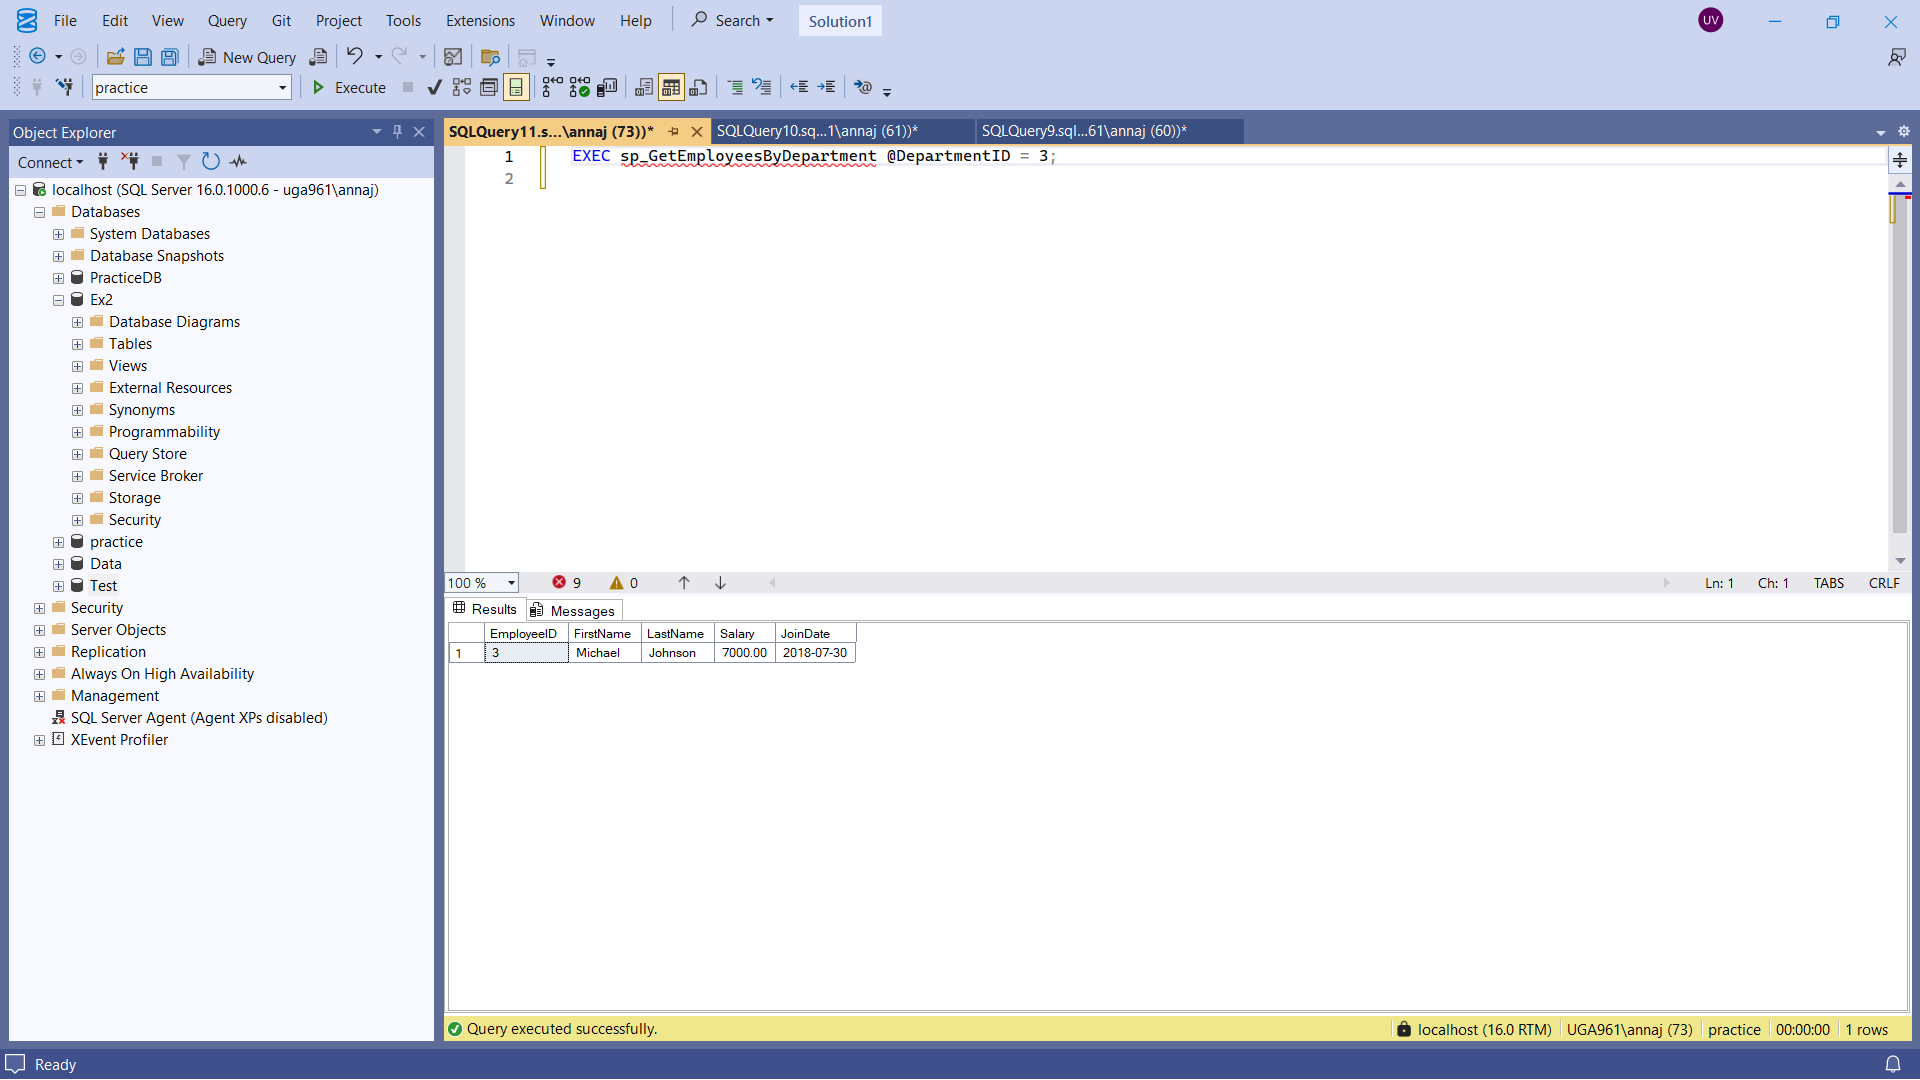 File Edit View Query Git Project Tools Extensions Window Help Search Solution1 UV
New Query
practice Execute
Object Explorer
Connect
localhost (SQL Server 16.0.1000.6 - uga961\annaj)
Databases
System Databases
Database Snapshots
PracticeDB
Ex2
Database Diagrams
Tables
Views
External Resources
Synonyms
Programmability
Query Store
Service Broker
Storage
Security
practice
Data
Test
Security
Server Objects
Replication
Always On High Availability
Management
SQL Server Agent (Agent XPs disabled)
XEvent Profiler
SQLQuery11.s...\annaj (73))* SQLQuery10.sq...1\annaj (61))* SQLQuery9.sql...61\annaj (60))*
1 EXEC sp_GetEmployeesByDepartment @DepartmentID = 3;
2
100 % 9 0 Ln: 1 Ch: 1 TABS CRLF
Results Messages
EmployeeID FirstName LastName Salary JoinDate
1 3 Michael Johnson 7000.00 2018-07-30
Query executed successfully. localhost (16.0 RTM) UGA961\annaj (73) practice 00:00:00 1 rows
Ready